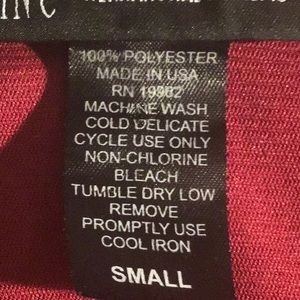 100% POLYESTER
MADE IN USA
RN 19962
MACHINE WASH
COLD DELICATE
CYCLE USE ONLY
NON-CHLORINE
BLEACH
TUMBLE DRY LOW
REMOVE
PROMPTLY USE
COOL IRON
SMALL